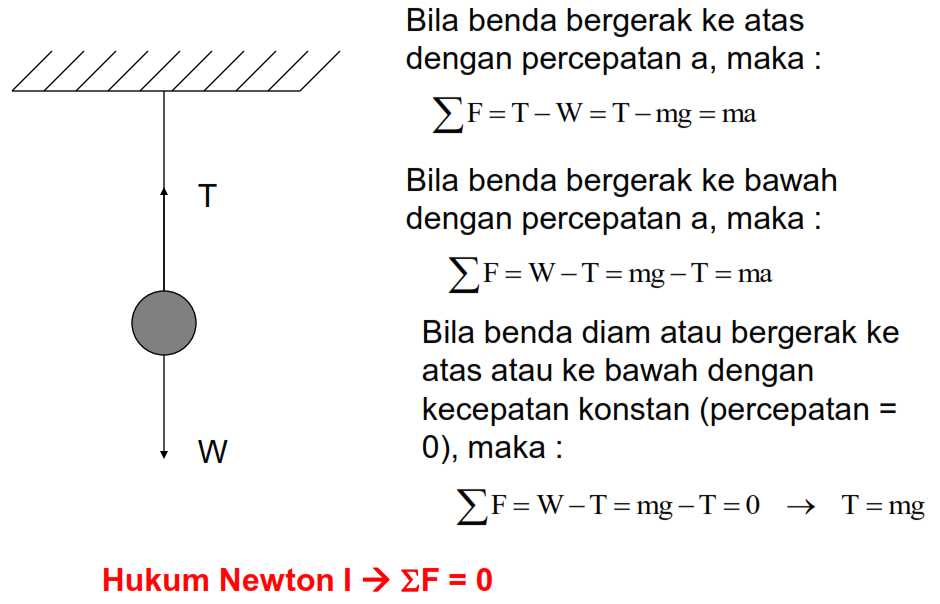 Bila benda bergerak ke atas
dengan percepatan a, maka :
∑F = T – W = T – mg = ma
Bila benda bergerak ke bawah
dengan percepatan a, maka :
∑F = W – T = mg – T = ma
Bila benda diam atau bergerak ke
atas atau ke bawah dengan
kecepatan konstan (percepatan =
0), maka :
∑F = W – T = mg – T = 0 → T = mg
T
W
Hukum Newton I → ΣF = 0